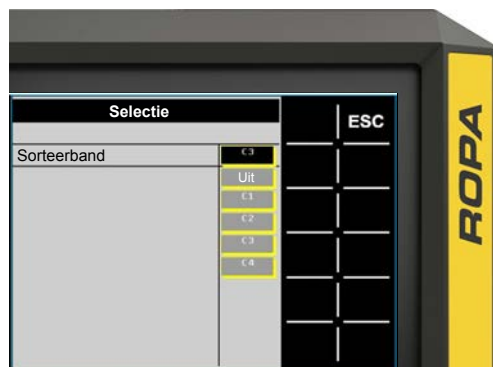 Selectie
ESC
Sorteerband
C3
Uit
C1
C2
C3
C4
ROPA